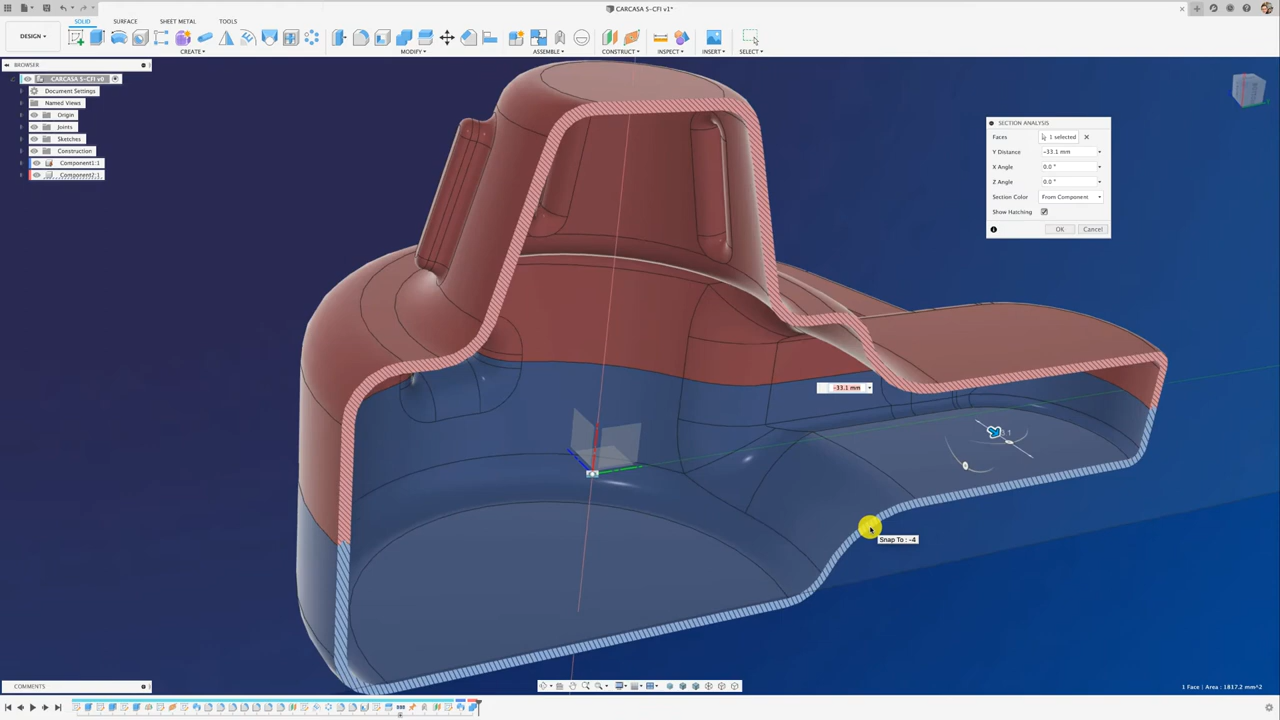 CARCASA 5-CFI v1*
DESIGN
SOLID SURFACE SHEET METAL TOOLS
CREATE MODIFY ASSEMBLE CONSTRUCT INSPECT INSERT SELECT
BROWSER
CARCASA 5-CFI v0
Document Settings
Named Views
Origin
Joints
Sketches
Construction
Component1:1
Component2:1
SECTION ANALYSIS
Faces 1 selected
Y Distance -33.1 mm
X Angle 0.0 °
Z Angle 0.0 °
Section Color From Component
Show Hatching
OK Cancel
-33.1 mm
Snap To : -4
COMMENTS
1 Face | Area : 1817.2 mm^2